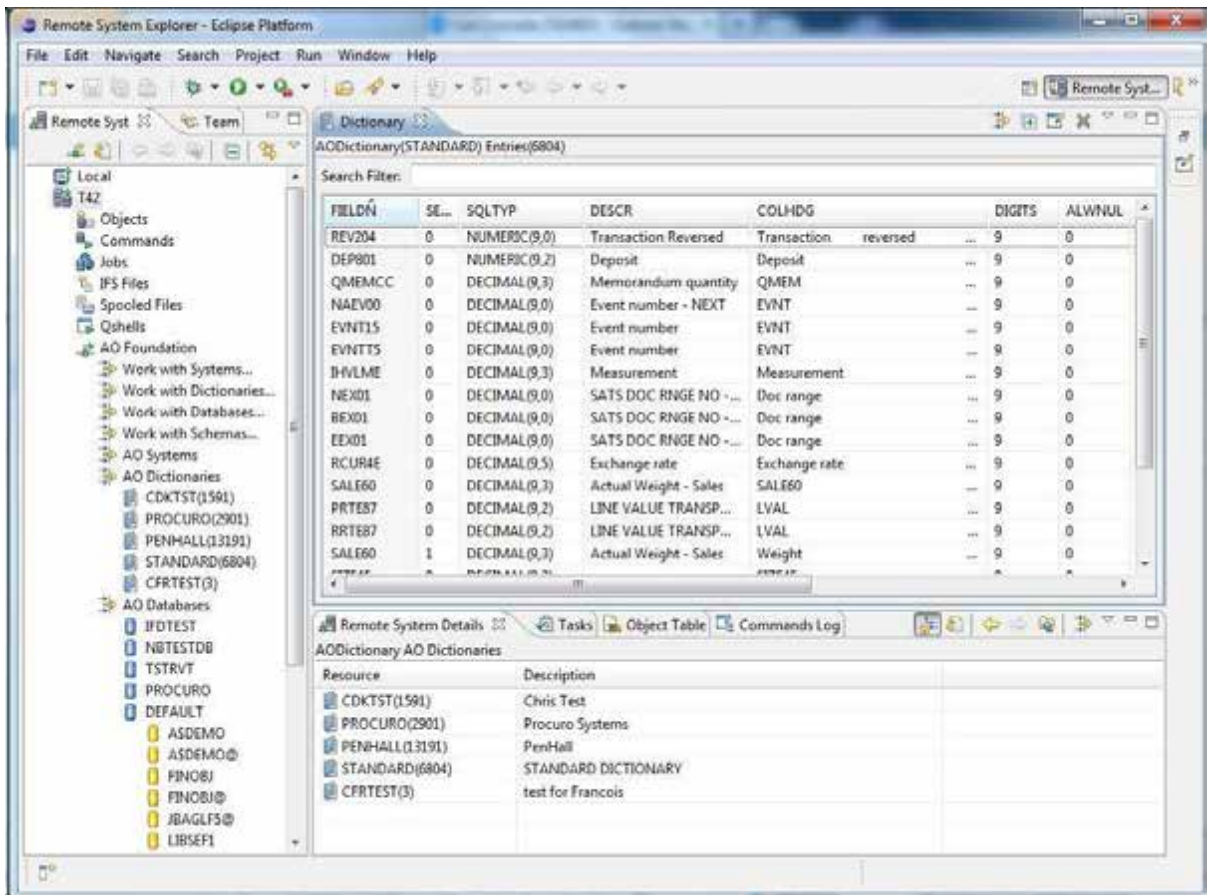 Remote System Explorer - Eclipse Platform
File Edit Navigate Search Project Run Window Help
Remote Syst...
Remote Syst
Team
Local
T42
Objects
Commands
Jobs
IFS Files
Spooled Files
Qshells
AO Foundation
Work with Systems...
Work with Dictionaries...
Work with Databases...
Work with Schemas...
AO Systems
AO Dictionaries
CDKTST(1591)
PROCURO(2901)
PENHALL(13191)
STANDARD(6804)
CFRTEST(3)
AO Databases
IFDTEST
NBTESTDB
TSTRVT
PROCURO
DEFAULT
ASDEMO
ASDEMO@
FINOBJ
FINOBJ@
JBAGLF5@
LIBSEF1
Dictionary
AODictionary(STANDARD) Entries(6804)
Search Filter:
FIELDN SE... SQLTYP DESCR COLHDG DIGITS ALWNUL
REV204 0 NUMERIC(9,0) Transaction Reversed Transaction reversed ... 9 0
DEP801 0 NUMERIC(9,2) Deposit Deposit ... 9 0
QMEMCC 0 DECIMAL(9,3) Memorandum quantity QMEM ... 9 0
NAEV00 0 DECIMAL(9,0) Event number - NEXT EVNT ... 9 0
EVNT15 0 DECIMAL(9,0) Event number EVNT ... 9 0
EVNTTS 0 DECIMAL(9,0) Event number EVNT ... 9 0
IHVLME 0 DECIMAL(9,3) Measurement Measurement ... 9 0
NEX01 0 DECIMAL(9,0) SATS DOC RNGE NO -... Doc range ... 9 0
BEX01 0 DECIMAL(9,0) SATS DOC RNGE NO -... Doc range ... 9 0
EEX01 0 DECIMAL(9,0) SATS DOC RNGE NO -... Doc range ... 9 0
RCUR4E 0 DECIMAL(9,5) Exchange rate Exchange rate ... 9 0
SALE60 0 DECIMAL(9,3) Actual Weight - Sales SALE60 ... 9 0
PRTE87 0 DECIMAL(9,2) LINE VALUE TRANSP... LVAL ... 9 0
RRTE87 0 DECIMAL(9,2) LINE VALUE TRANSP... LVAL ... 9 0
SALE60 1 DECIMAL(9,3) Actual Weight - Sales Weight ... 9 0
Remote System Details Tasks Object Table Commands Log
AODictionary AO Dictionaries
Resource Description
CDKTST(1591) Chris Test
PROCURO(2901) Procuro Systems
PENHALL(13191) PenHall
STANDARD(6804) STANDARD DICTIONARY
CFRTEST(3) test for Francois